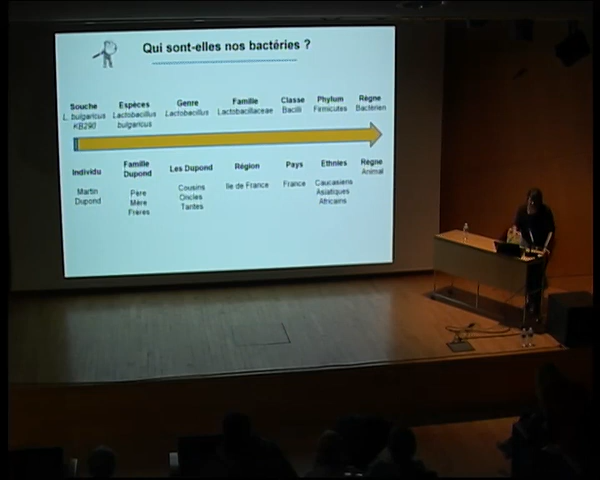 Qui sont-elles nos bactéries ?
Souche Espèces Genre Famille Classe Phylum Règne
L. bulgaricus Lactobacillus Lactobacillus Lactobacillaceae Bacilli Firmicutes Bactérien
KB290 bulgaricus
Individu Famille Les Dupond Région Pays Ethnies Règne
Dupond Animal
Martin Père Cousins Ile de France France Caucasiens
Dupond Mère Oncles Asiatiques
Frères Tantes Africains